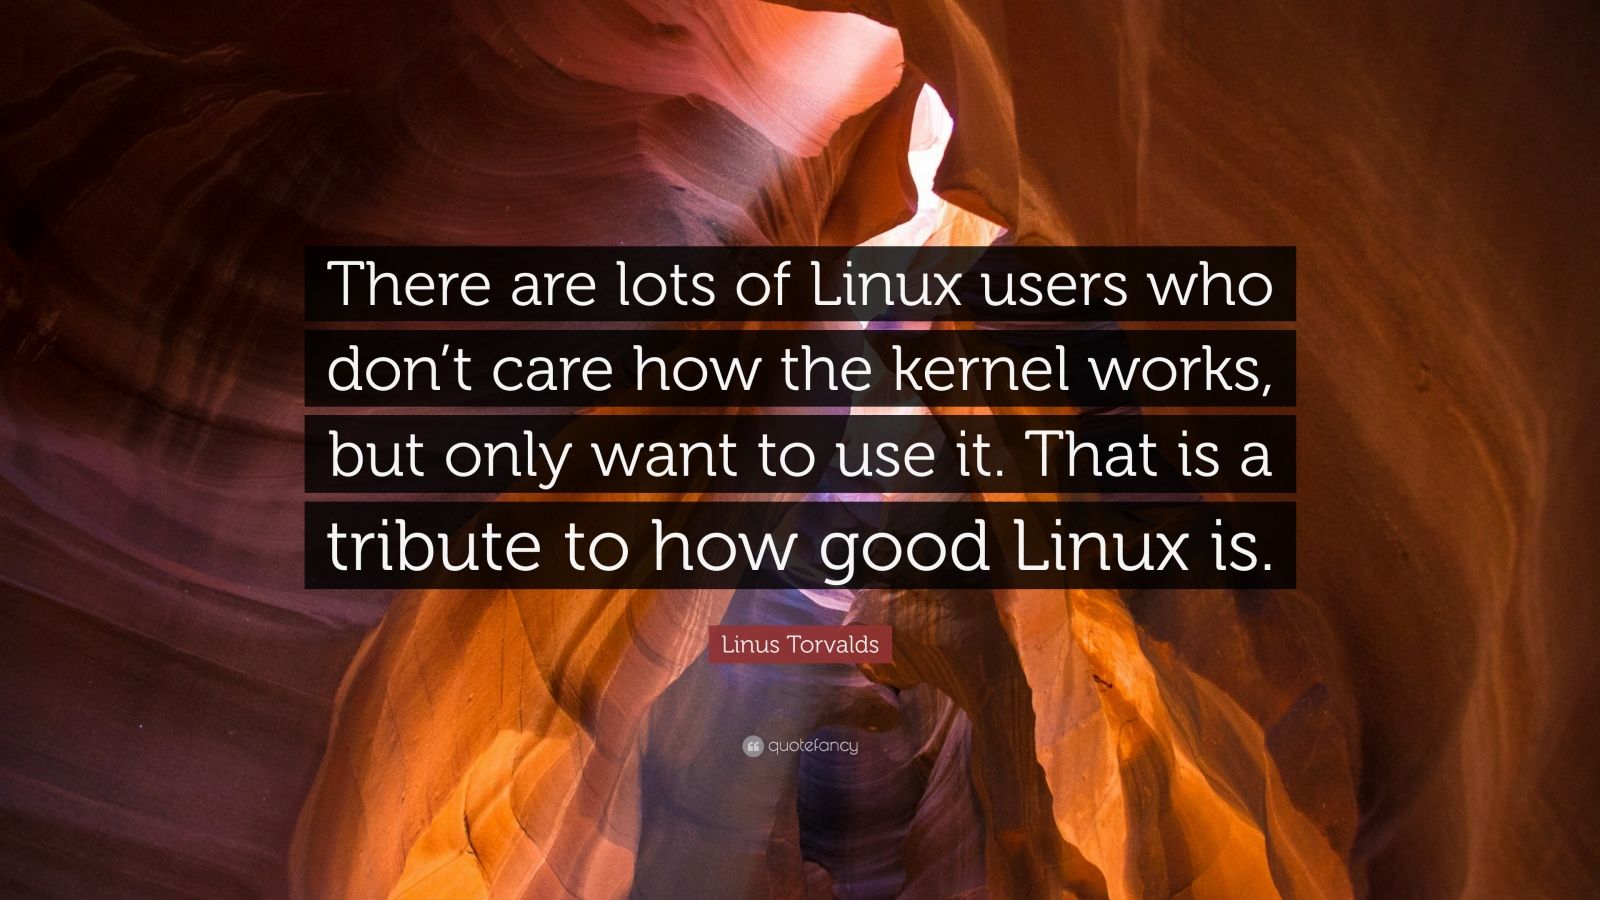 There are lots of Linux users who
don’t care how the kernel works,
but only want to use it. That is a
tribute to how good Linux is.
Linus Torvalds
quotefancy